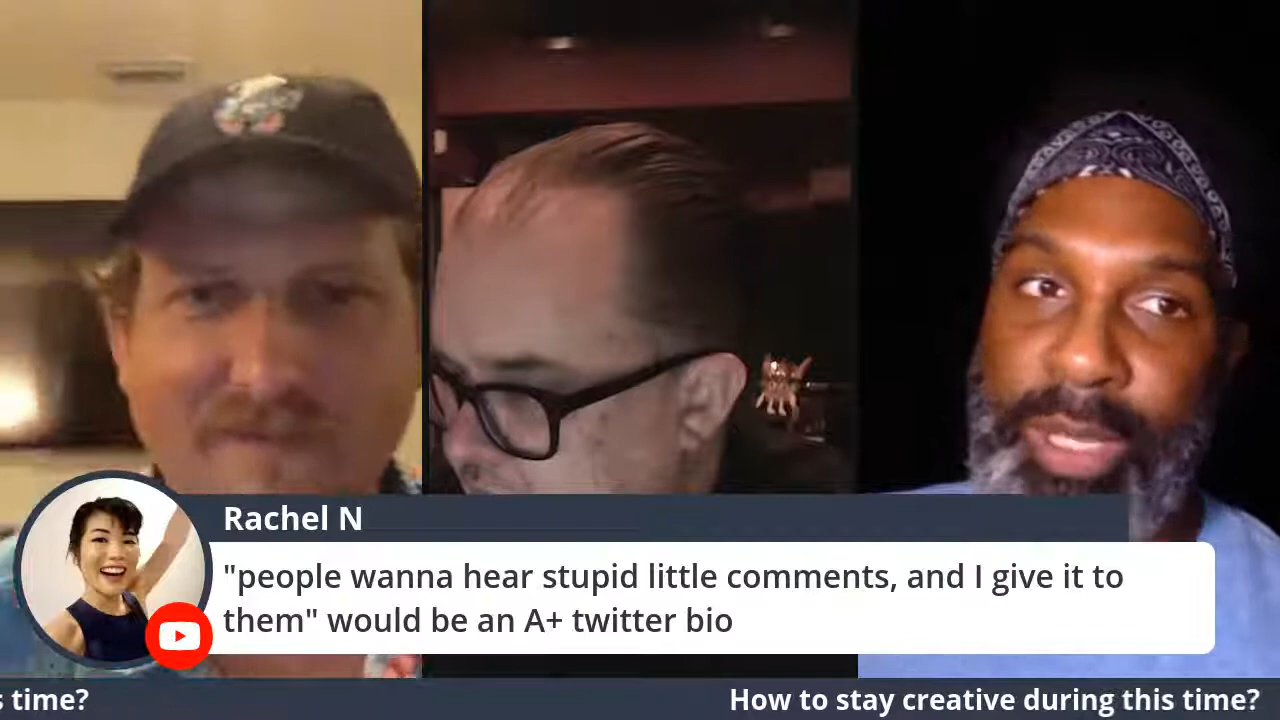 Rachel N
"people wanna hear stupid little comments, and I give it to
them" would be an A+ twitter bio
s time?
How to stay creative during this time?